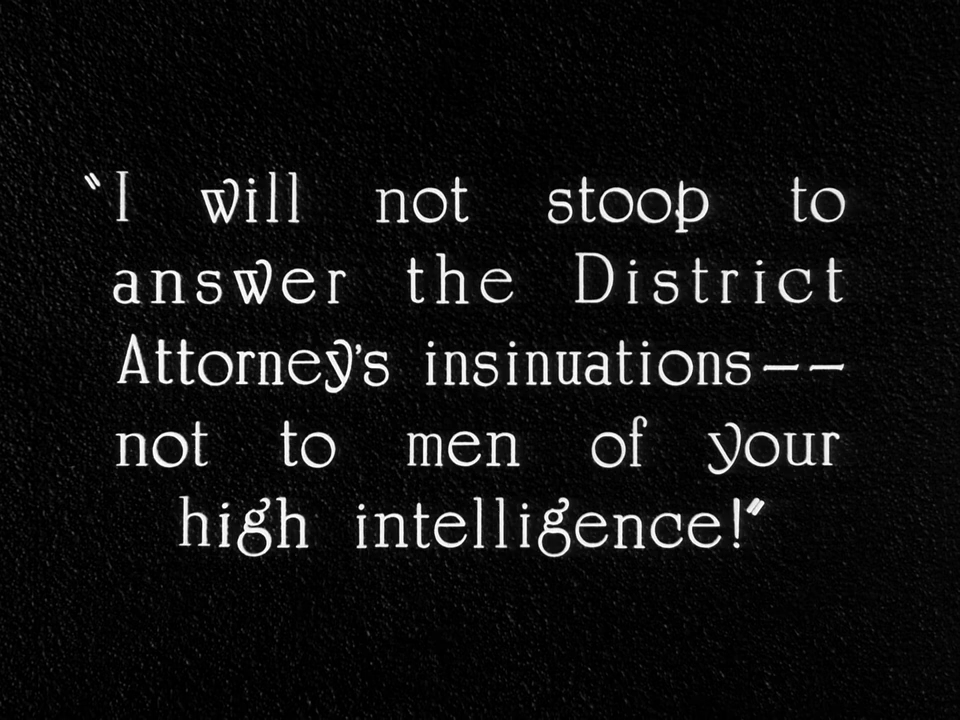 "I will not stoop to
answer the District
Attorney's insinuations--
not to men of your
high intelligence!"